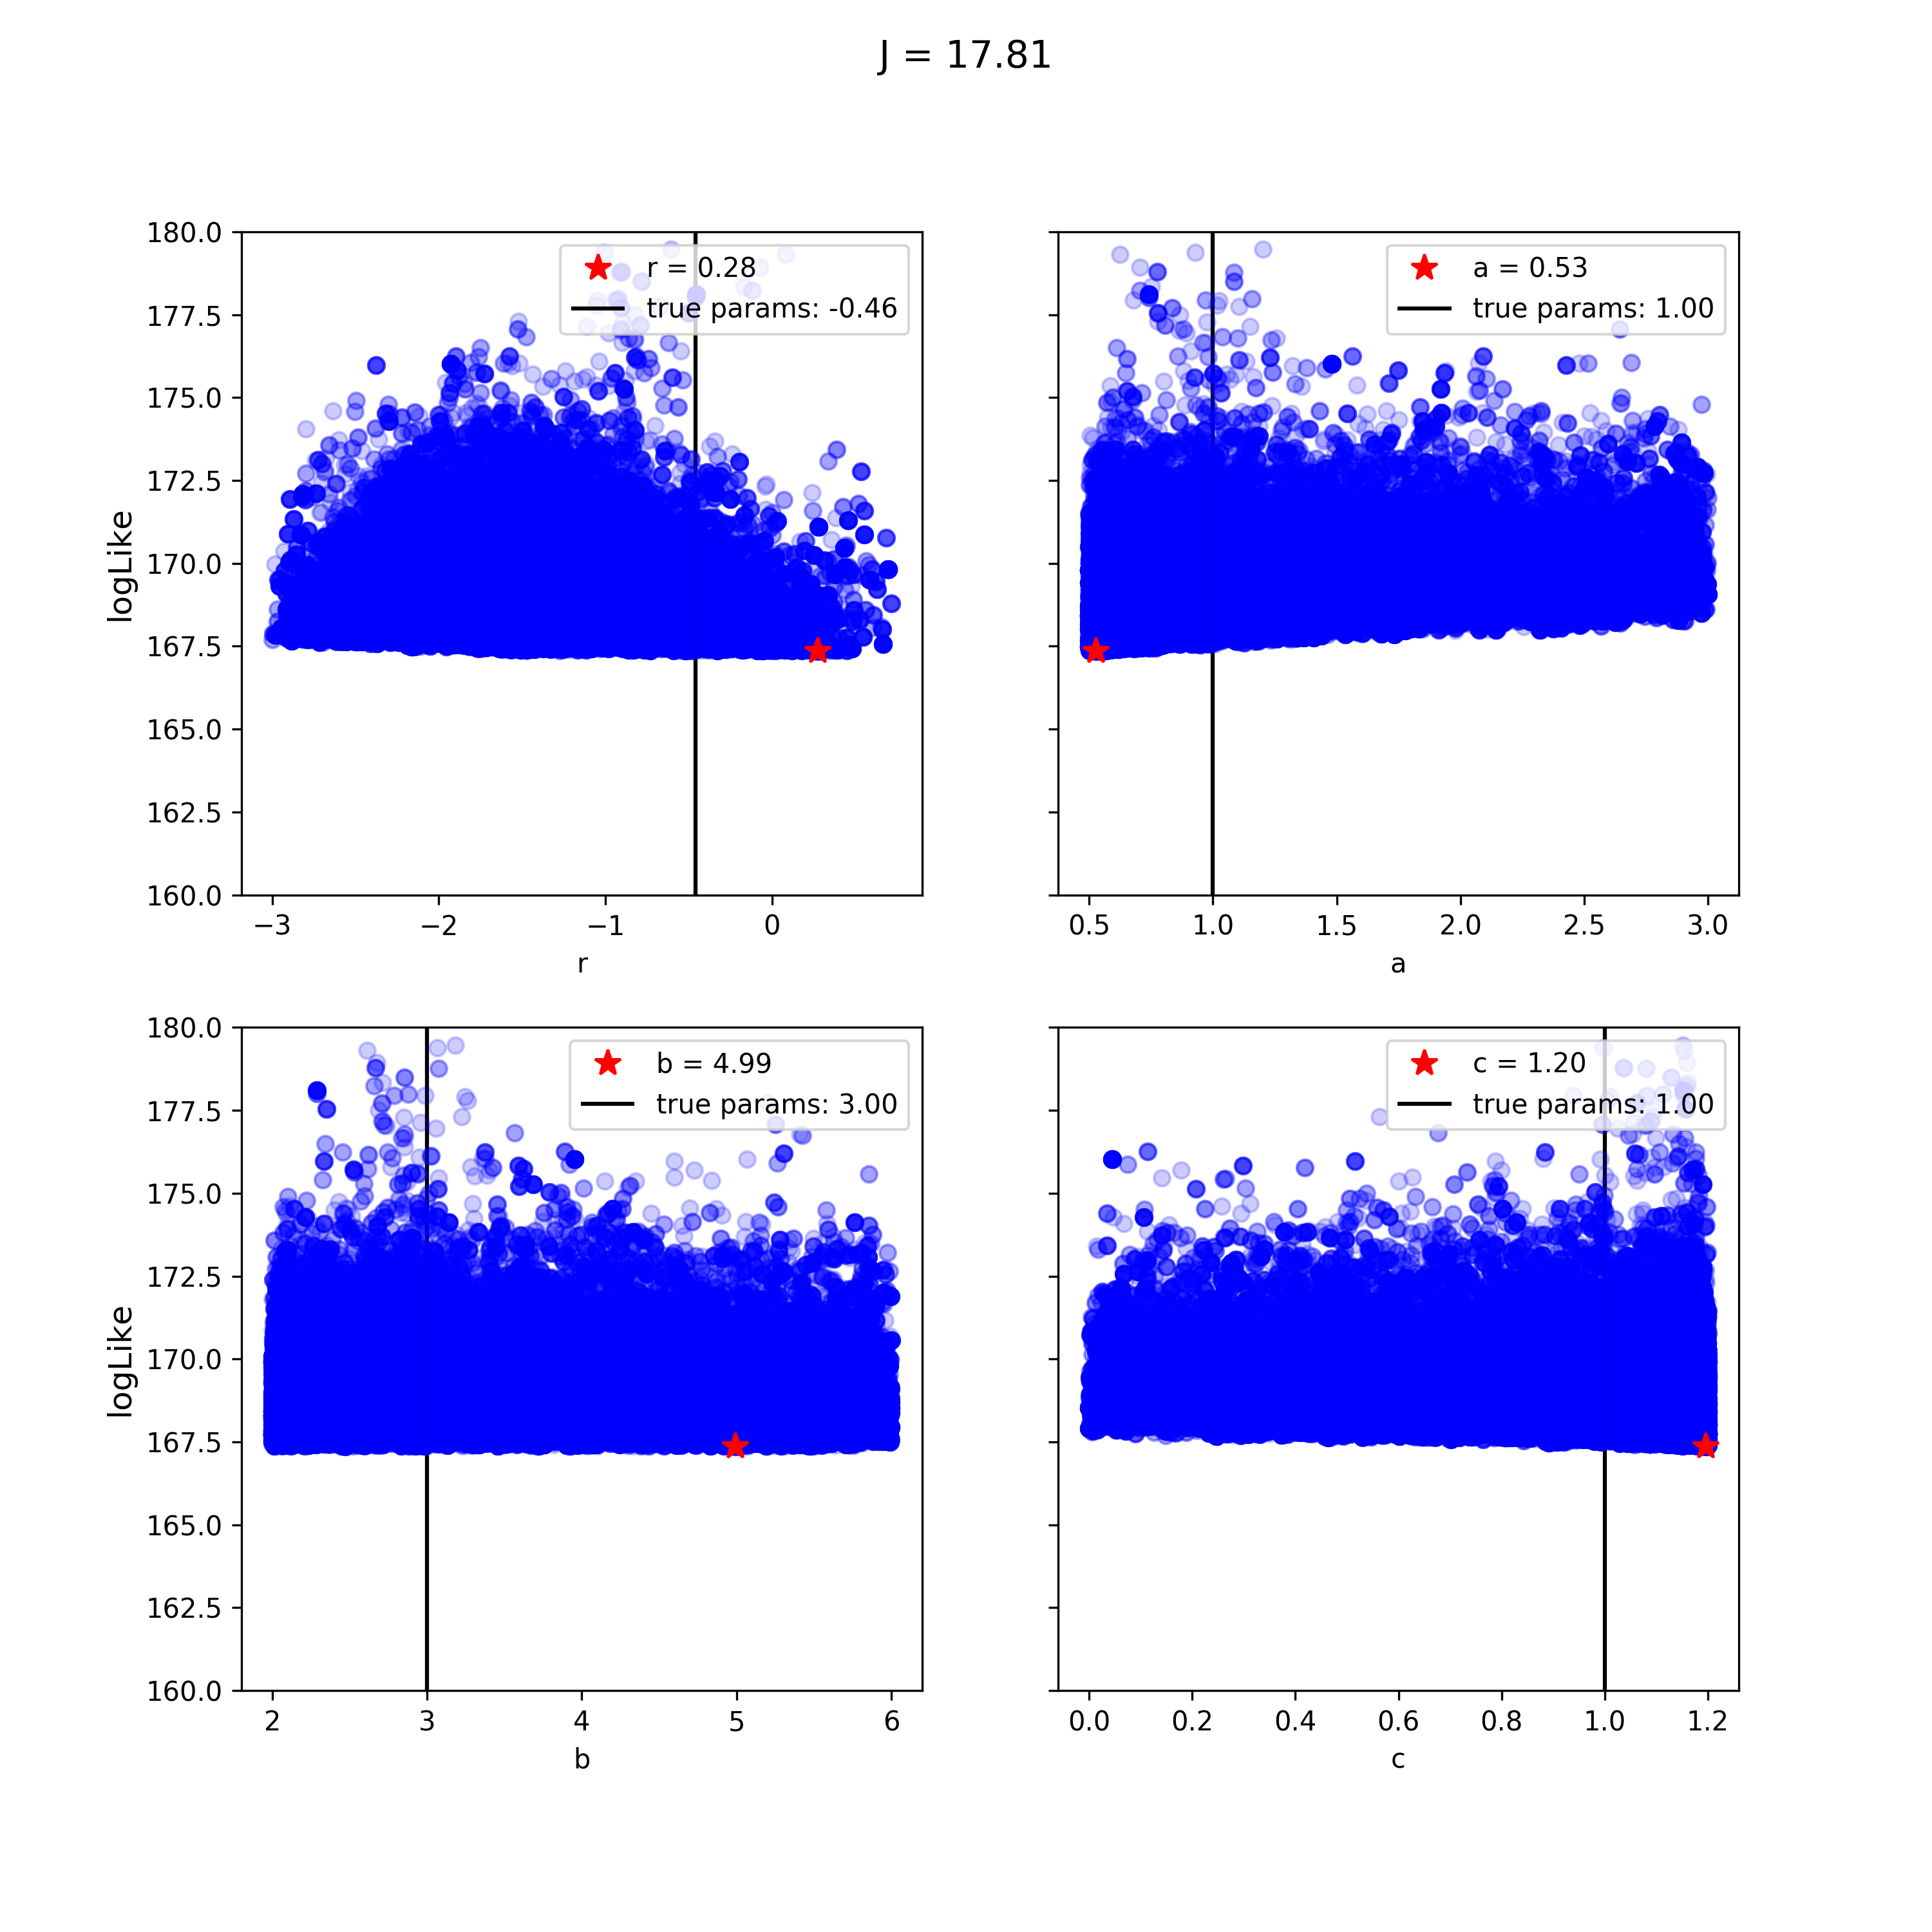 J = 17.81
180.0
177.5
175.0
172.5
170.0
167.5
165.0
162.5
160.0
logLike
r = 0.28
true params: -0.46
−3 −2 −1 0
r
a = 0.53
true params: 1.00
0.5 1.0 1.5 2.0 2.5 3.0
a
180.0
177.5
175.0
172.5
170.0
167.5
165.0
162.5
160.0
logLike
b = 4.99
true params: 3.00
2 3 4 5 6
b
c = 1.20
true params: 1.00
0.0 0.2 0.4 0.6 0.8 1.0 1.2
c